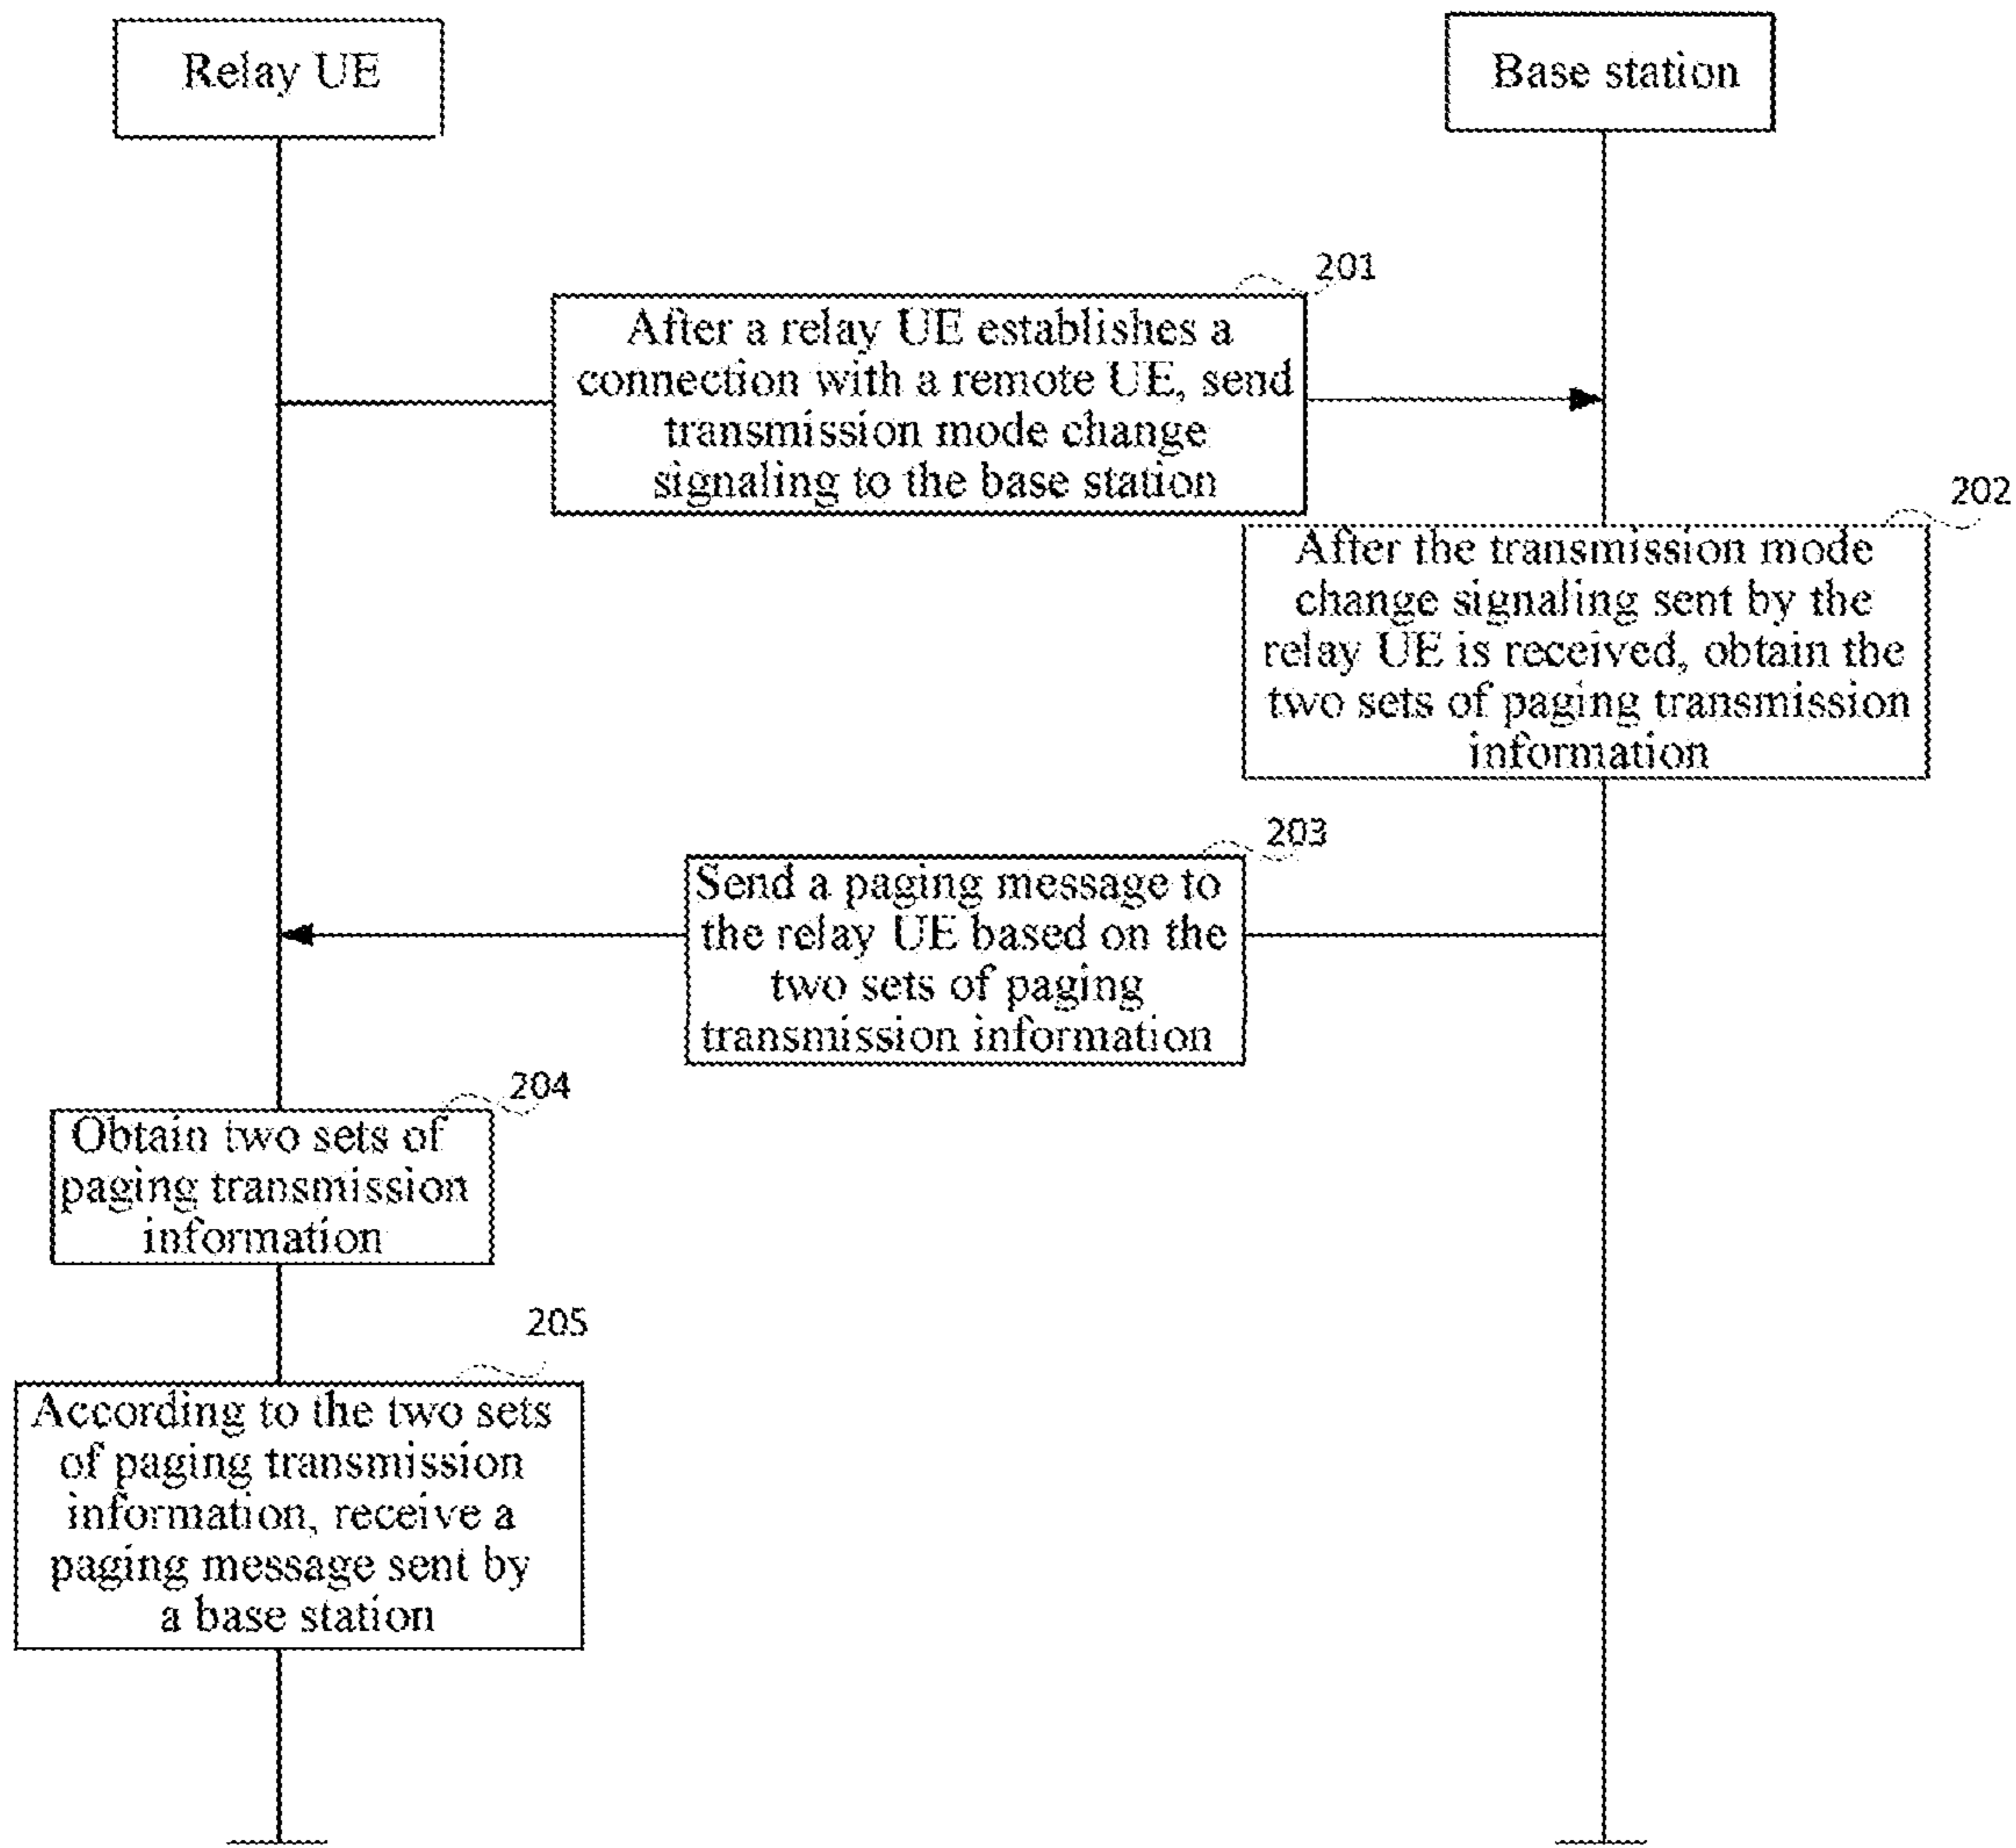 Relay UE
Base station
201
After a relay UE establishes a
connection with a remote UE, send
transmission mode change
signaling to the base station
202
After the transmission mode
change signaling sent by the
relay UE is received, obtain the
two sets of paging transmission
information
203
Send a paging message to
the relay UE based on the
two sets of paging
transmission information
204
Obtain two sets of
paging transmission
information
205
According to the two sets
of paging transmission
information, receive a
paging message sent by
a base station